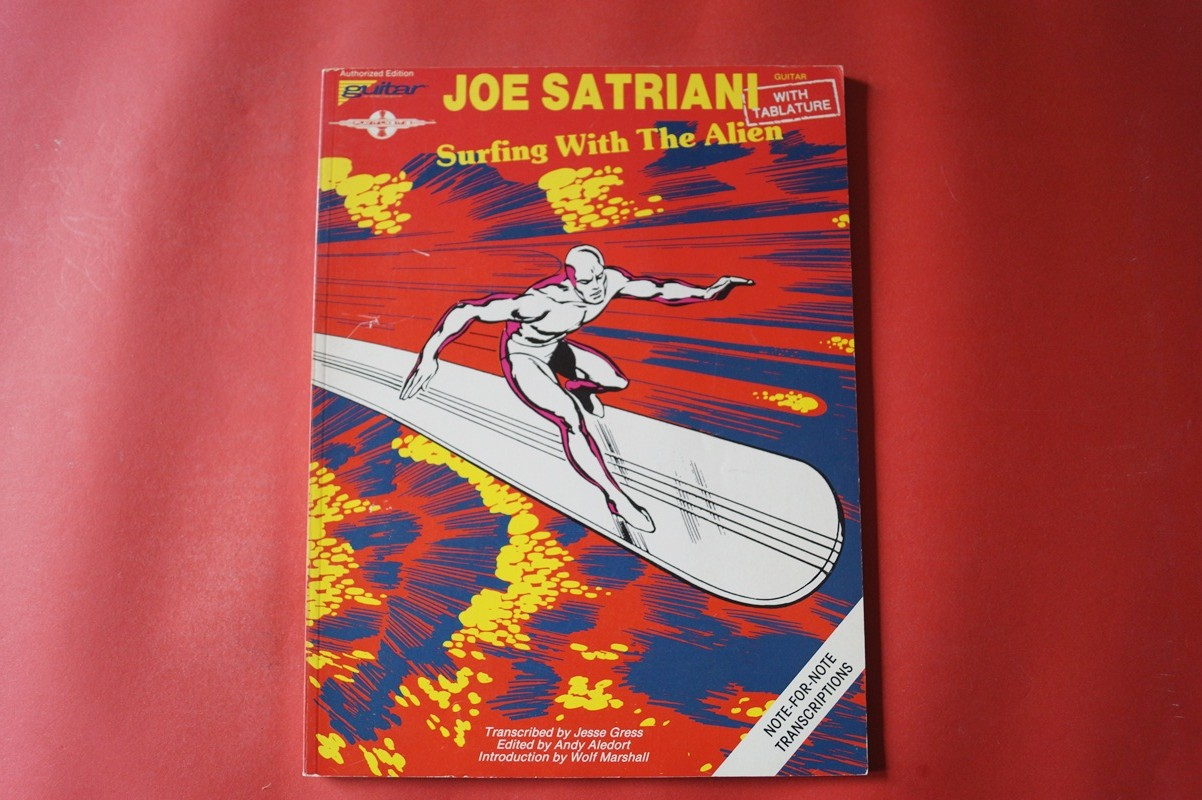 Authorized Edition
guitar
JOE SATRIANI
GUITAR
WITH
TABLATURE
Surfing With The Alien
NOTE-FOR-NOTE
TRANSCRIPTIONS
Transcribed by Jesse Gress
Edited by Andy Aledort
Introduction by Wolf Marshall